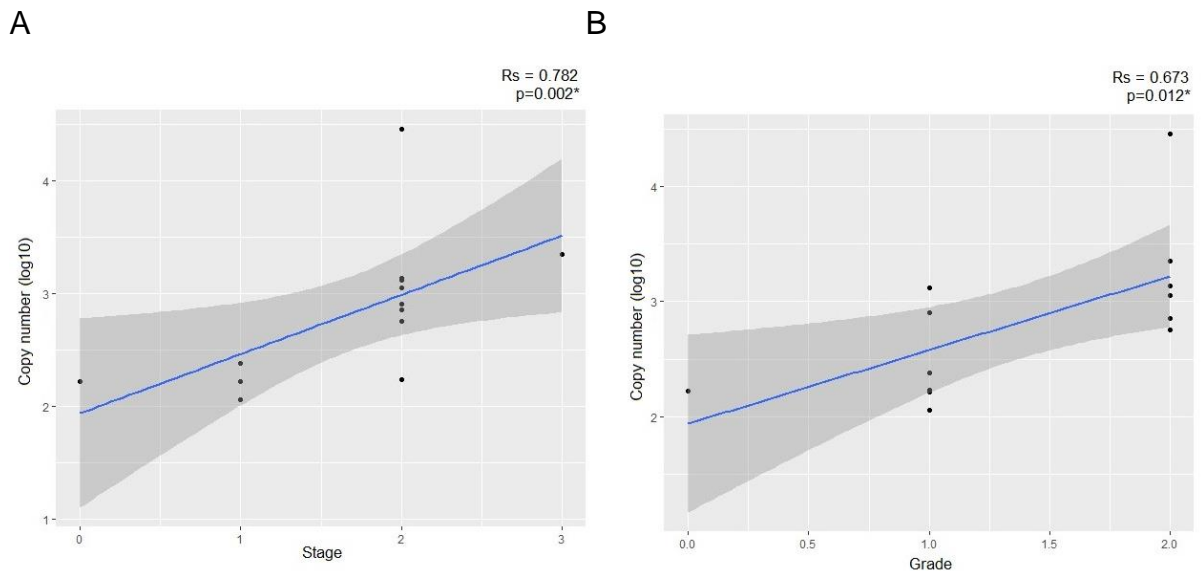 A
Rs = 0.782
p=0.002*
Copy number (log10)
4
3
2
1
0
1
2
3
Stage
B
Rs = 0.673
p=0.012*
Copy number (log10)
4
3
2
0.0
0.5
1.0
1.5
2.0
Grade